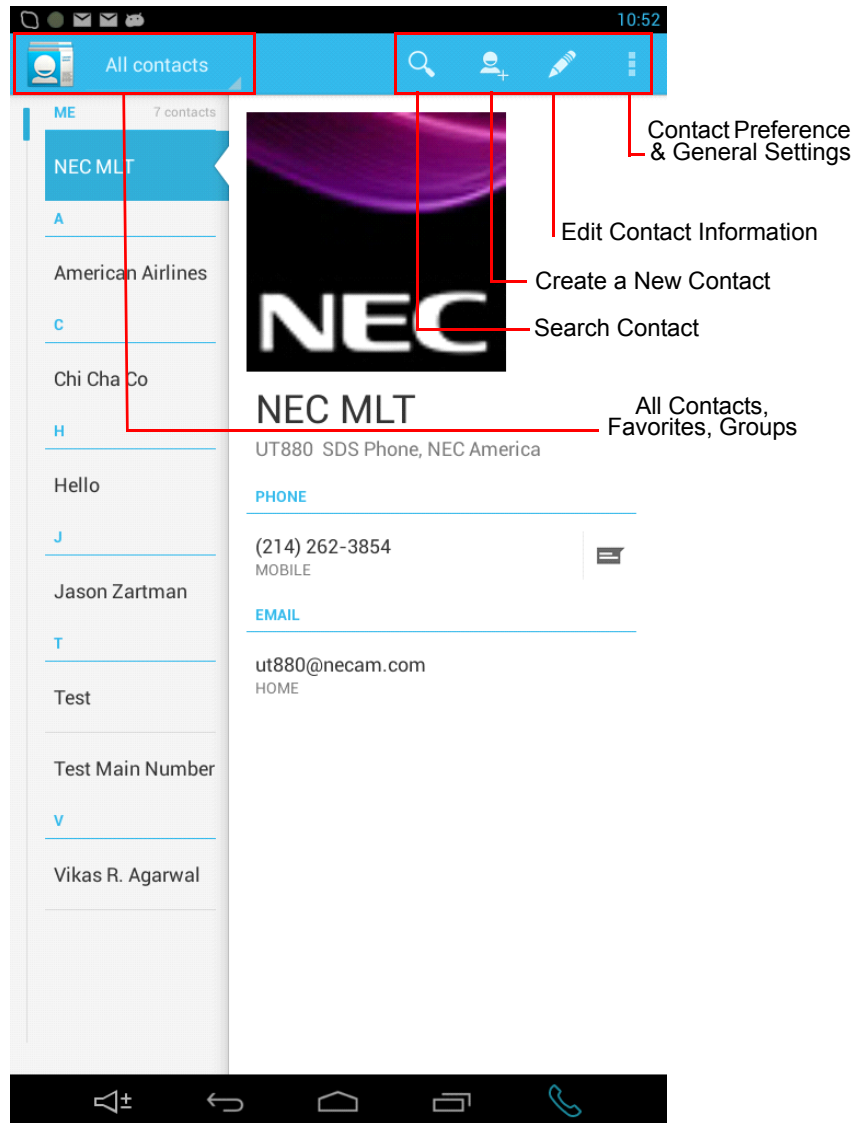 10:52
All contacts
ME 7 contacts
NEC MLT
A
American Airlines
C
Chi Cha Co
H
Hello
J
Jason Zartman
T
Test
Test Main Number
V
Vikas R. Agarwal
NEC
NEC MLT
UT880 SDS Phone, NEC America
PHONE
(214) 262-3854
MOBILE
EMAIL
ut880@necam.com
HOME
Contact Preference
& General Settings
Edit Contact Information
Create a New Contact
Search Contact
All Contacts,
Favorites, Groups